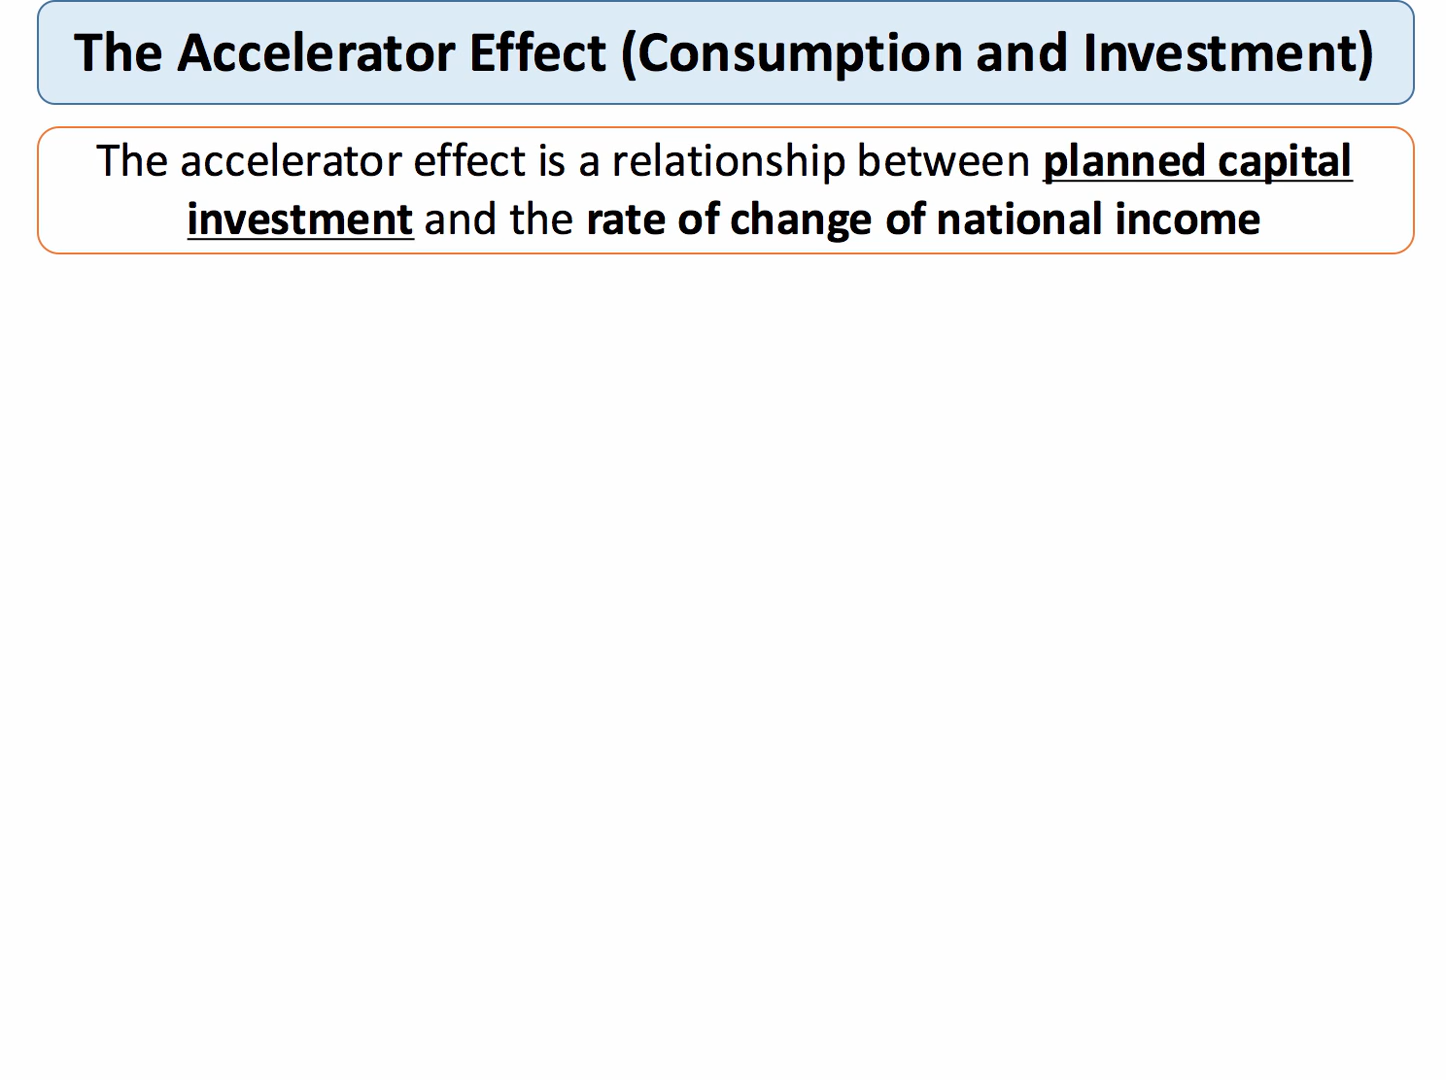 The Accelerator Effect (Consumption and Investment)
The accelerator effect is a relationship between planned capital
investment and the rate of change of national income